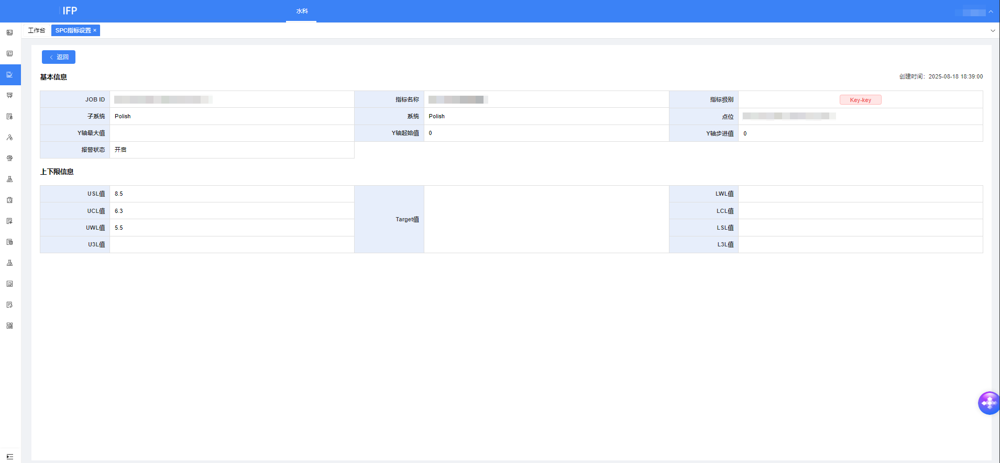 IFP
水科
工作台
SPC指标设置 ×
返回
基本信息
创建时间：2025-08-18 18:39:00
JOB ID
指标名称
指标级别 Key-key
子系统 Polish
系统 Polish
点位
Y轴最大值
Y轴起始值 0
Y轴步进值 0
报警状态 开启
上下限信息
USL值 8.5
UCL值 6.3
UWL值 5.5
U3L值
Target值
LWL值
LCL值
LSL值
L3L值